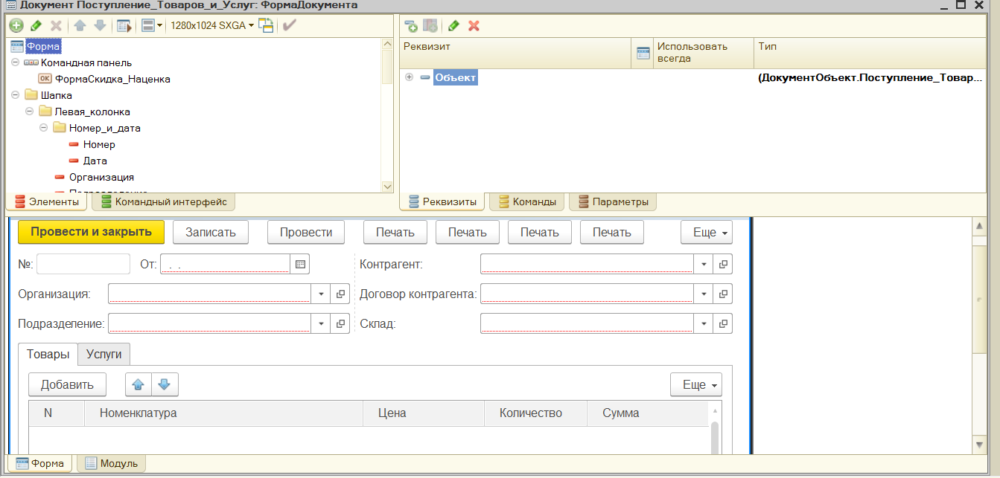 Документ Поступление_Товаров_и_Услуг: ФормаДокумента
1280x1024 SXGA
Форма
Командная панель
OK ФормаСкидка_Наценка
Шапка
Левая_колонка
Номер_и_дата
Номер
Дата
Организация
Подразделение
Элементы Командный интерфейс
Реквизит Использовать всегда Тип
Объект (ДокументОбъект.Поступление_Товар...
Реквизиты Команды Параметры
Провести и закрыть Записать Провести Печать Печать Печать Печать Еще
№: От: . . Контрагент:
Организация: Договор контрагента:
Подразделение: Склад:
Товары Услуги
Добавить Еще
N Номенклатура Цена Количество Сумма
Форма Модуль